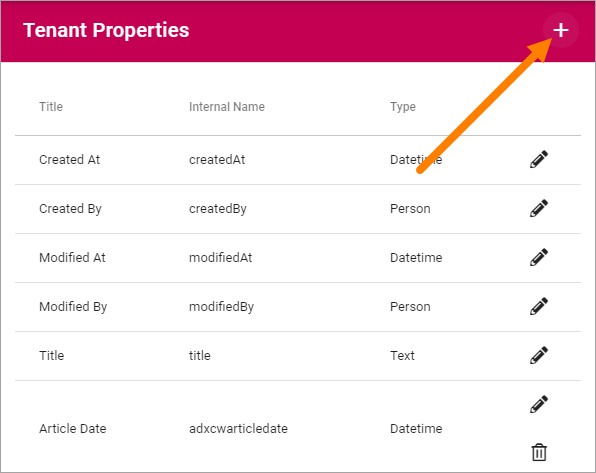 Tenant Properties
Title Internal Name Type
Created At createdAt Datetime
Created By createdBy Person
Modified At modifiedAt Datetime
Modified By modifiedBy Person
Title title Text
Article Date adxcwarticledate Datetime